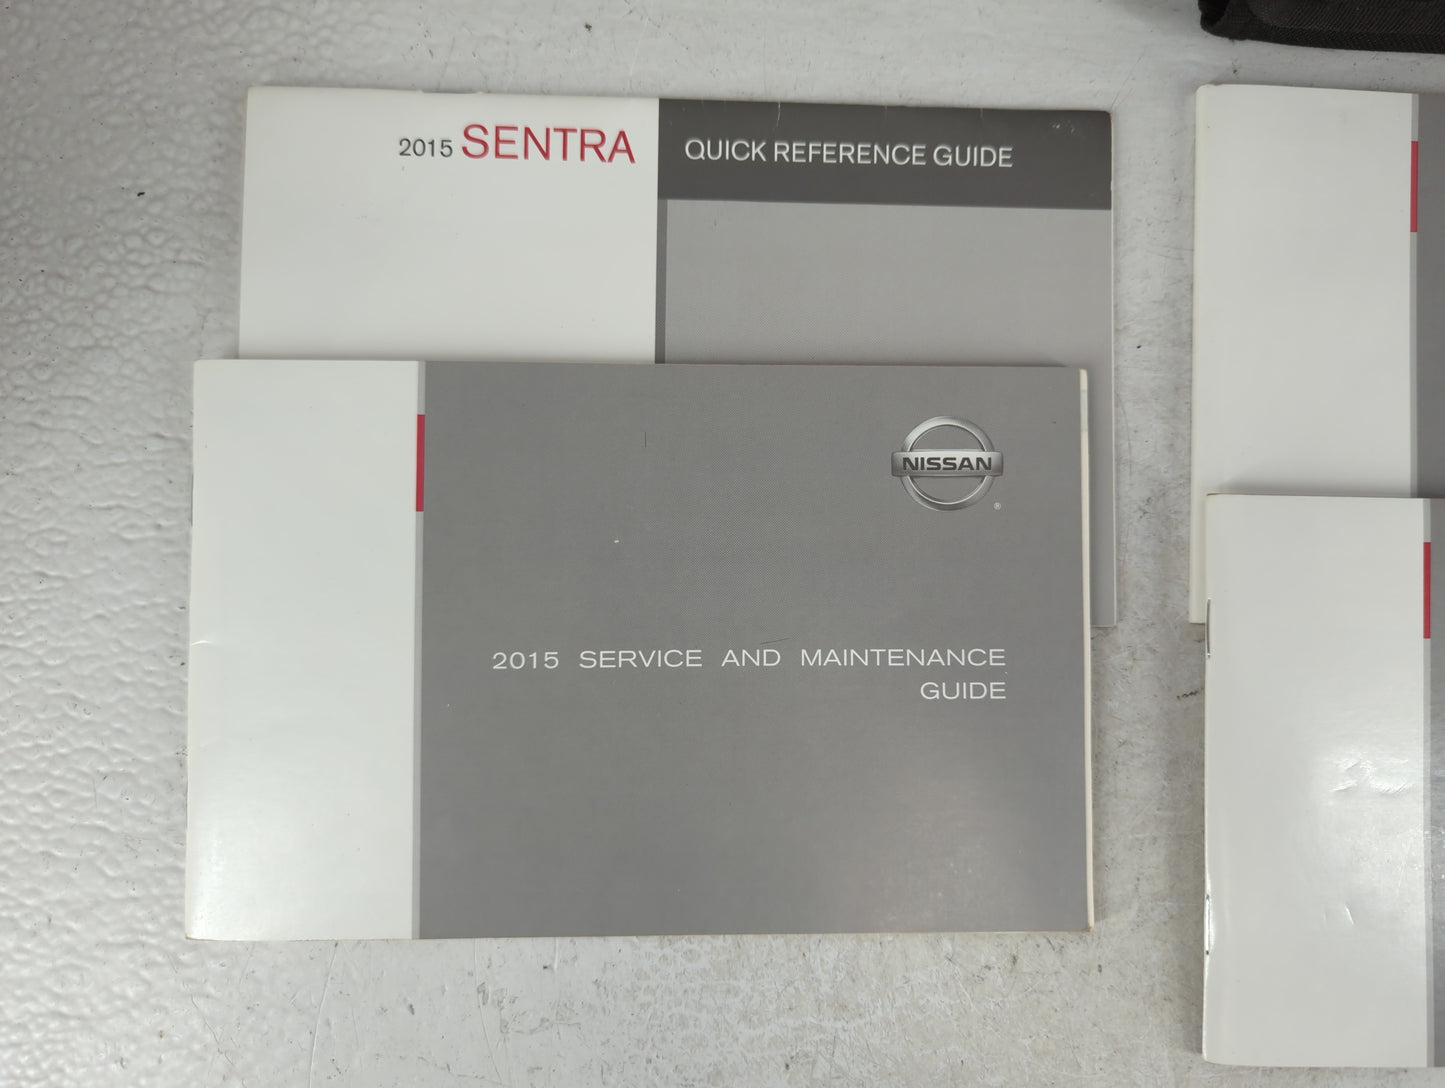 2015 SENTRA
QUICK REFERENCE GUIDE
NISSAN
®
2015 SERVICE AND MAINTENANCE
GUIDE